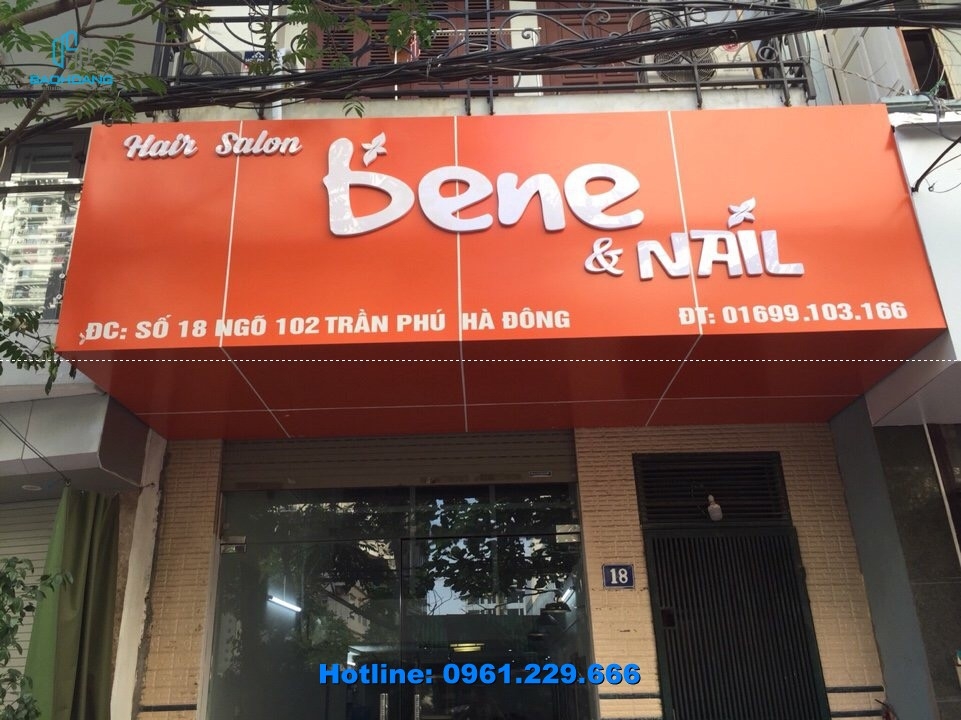 SAOHOANG
Hair Salon
bene
& NAIL
ĐC: SỐ 18 NGÕ 102 TRẦN PHÚ HÀ ĐÔNG
ĐT: 01699.103.166
18
Hotline: 0961.229.666